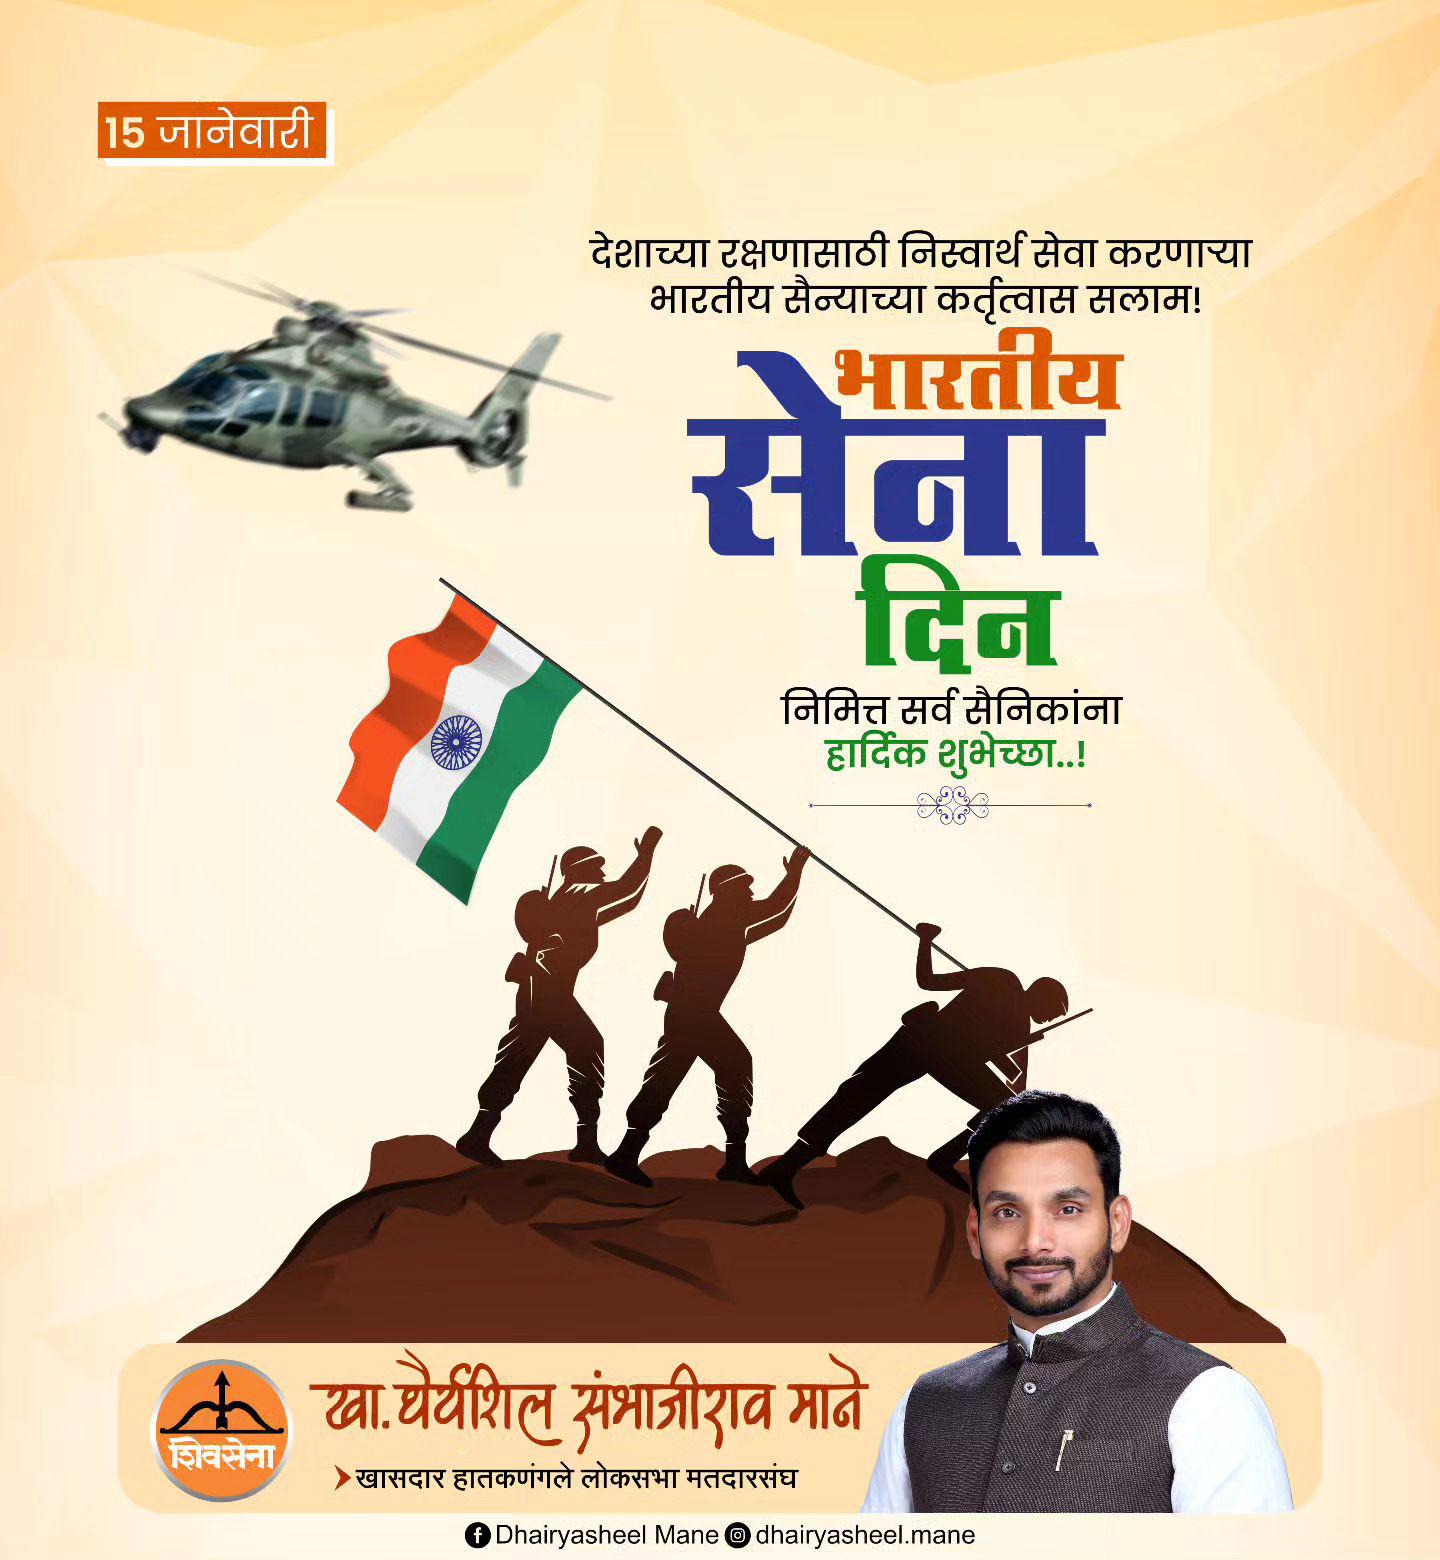 15 जानेवारी
देशाच्या रक्षणासाठी निस्वार्थ सेवा करणाऱ्या
भारतीय सैन्याच्या कर्तृत्वास सलाम!
भारतीय
सेना
दिन
निमित्त सर्व सैनिकांना
हार्दिक शुभेच्छा..!
खा. धैर्यशिल संभाजीराव माने
शिवसेना
खासदार हातकणंगले लोकसभा मतदारसंघ
Dhairyasheel Mane dhairyasheel.mane